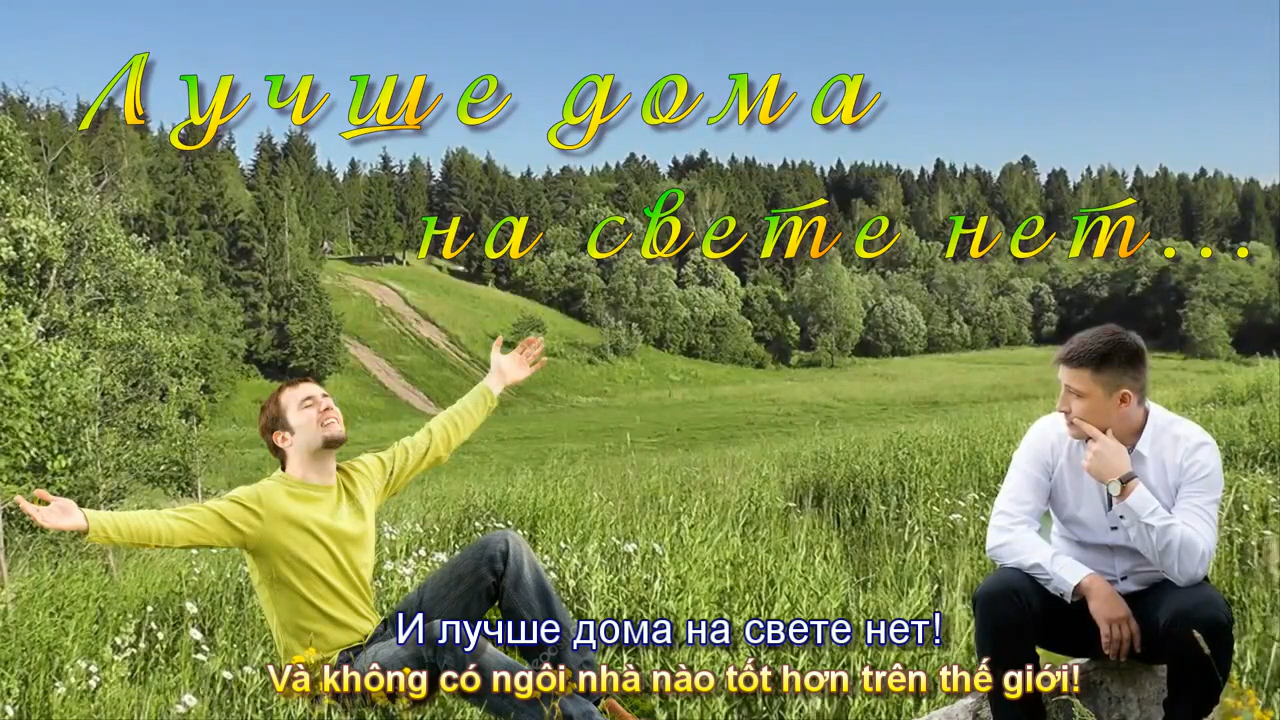 Лучше дома
на свете нет...
И лучше дома на свете нет!
Và không có ngôi nhà nào tốt hơn trên thế giới!